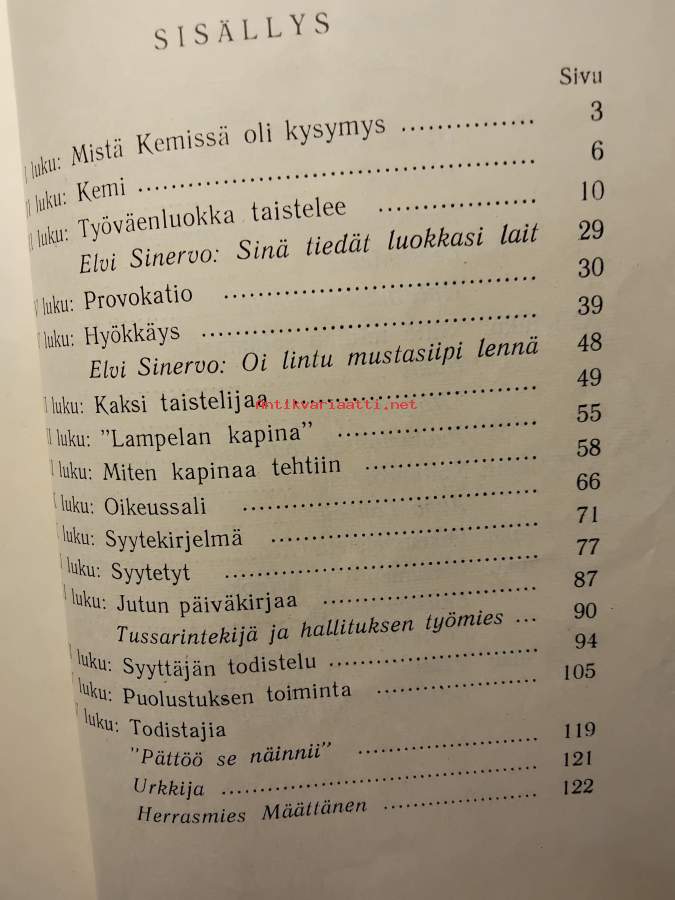 SISÄLLYS
Sivu
luku: Mistä Kemissä oli kysymys ............... 3
luku: Kemi ............... 6
luku: Työväenluokka taistelee ............... 10
Elvi Sinervo: Sinä tiedät luokkasi lait 29
luku: Provokatio ............... 30
luku: Hyökkäys ............... 39
Elvi Sinervo: Oi lintu mustasiipi lennä 48
luku: Kaksi taistelijaa ............... 49
Antikvariaatti.net
luku: "Lampelan kapina" ............... 55
luku: Miten kapinaa tehtiin ............... 58
luku: Oikeussali ............... 66
luku: Syytekirjelmä ............... 71
luku: Syytetyt ............... 77
luku: Jutun päiväkirjaa ............... 87
Tussarintekijä ja hallituksen työmies ... 90
luku: Syyttäjän todistelu ............... 94
luku: Puolustuksen toiminta ............... 105
luku: Todistajia
"Pättöö se näinnii" ............... 119
Urkkija ............... 121
Herrasmies Määttänen ............... 122